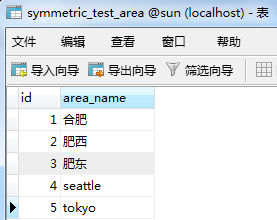 symmetric_test_area @sun (localhost) - 表
文件 编辑 查看 窗口 帮助
导入向导 导出向导 筛选向导
id area_name
1 合肥
2 肥西
3 肥东
4 seattle
5 tokyo